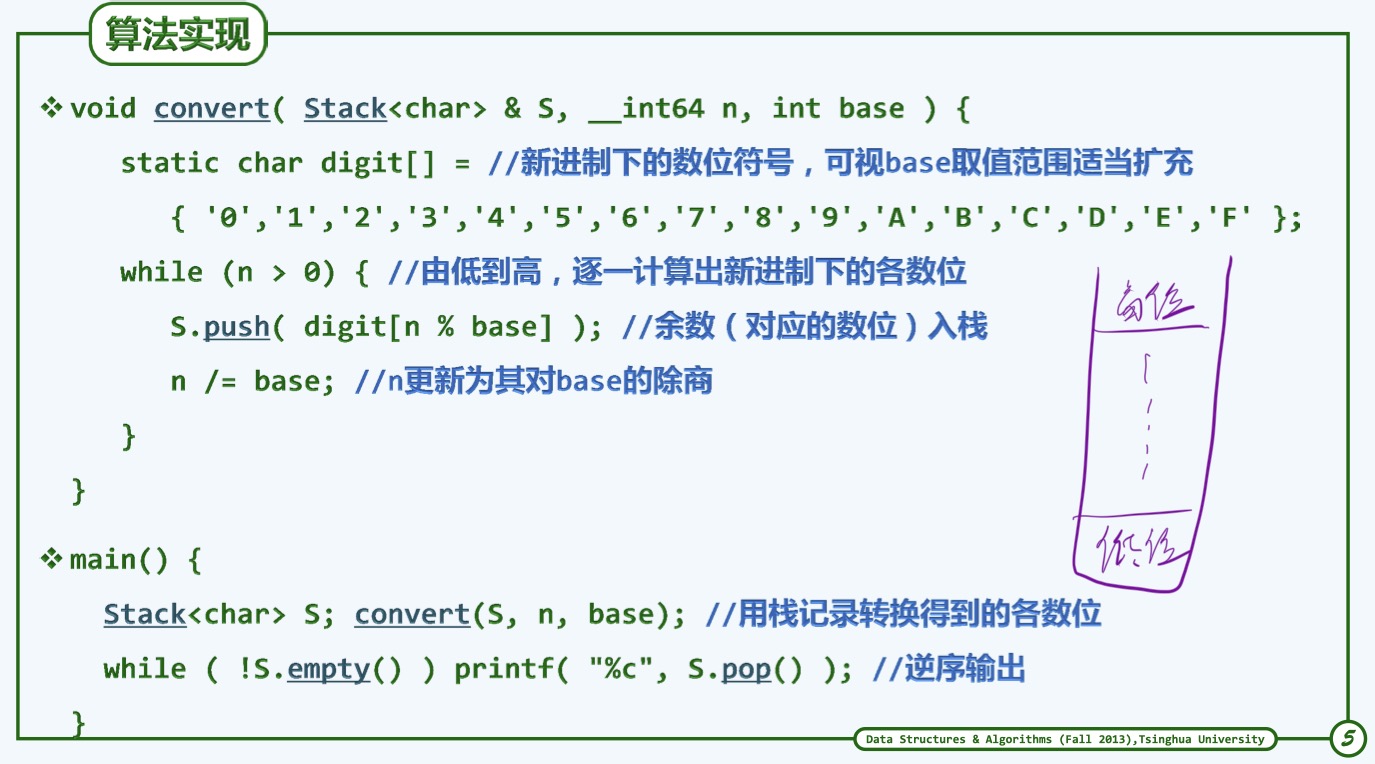 算法实现
❖ void convert( Stack<char> & S, __int64 n, int base ) {
static char digit[] = //新进制下的数位符号，可视base取值范围适当扩充
{ '0','1','2','3','4','5','6','7','8','9','A','B','C','D','E','F' };
while (n > 0) { //由低到高，逐一计算出新进制下的各数位
S.push( digit[n % base] ); //余数（对应的数位）入栈
n /= base; //n更新为其对base的除商
}
}
高位
低位
❖ main() {
Stack<char> S; convert(S, n, base); //用栈记录转换得到的各数位
while ( !S.empty() ) printf( "%c", S.pop() ); //逆序输出
}
Data Structures & Algorithms (Fall 2013),Tsinghua University
5